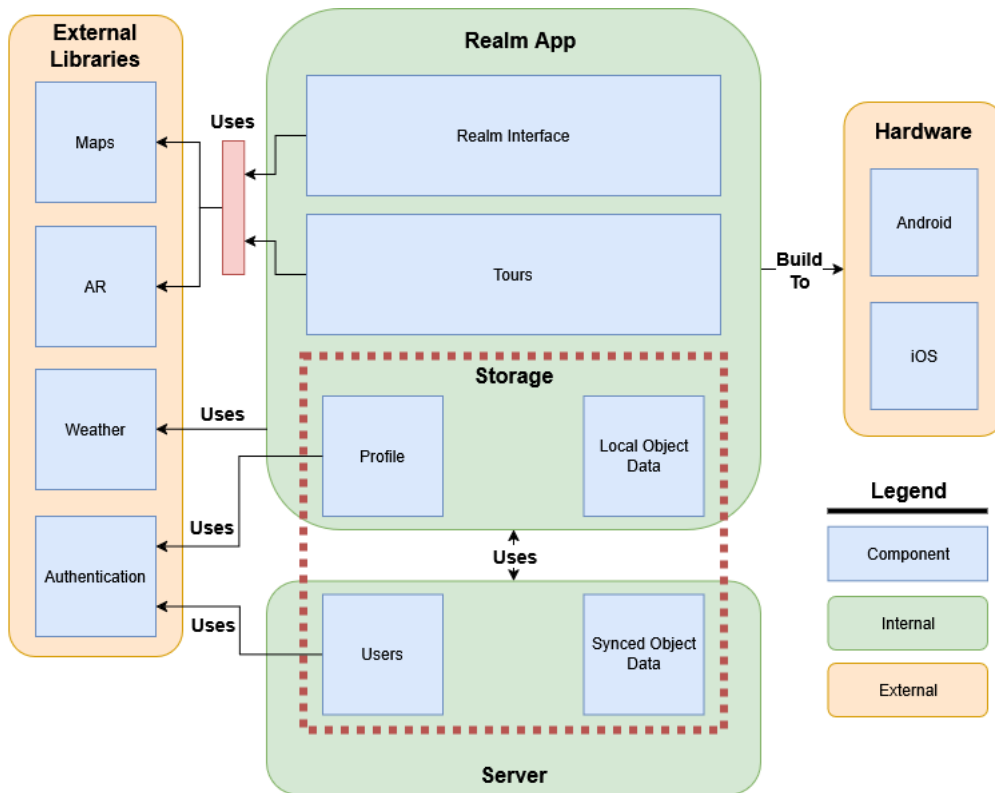 External
Libraries
Maps
AR
Weather
Authentication
Uses
Uses
Uses
Uses
Realm App
Realm Interface
Tours
Storage
Profile
Local Object
Data
Uses
Users
Synced Object
Data
Server
Build
To
Hardware
Android
iOS
Legend
Component
Internal
External